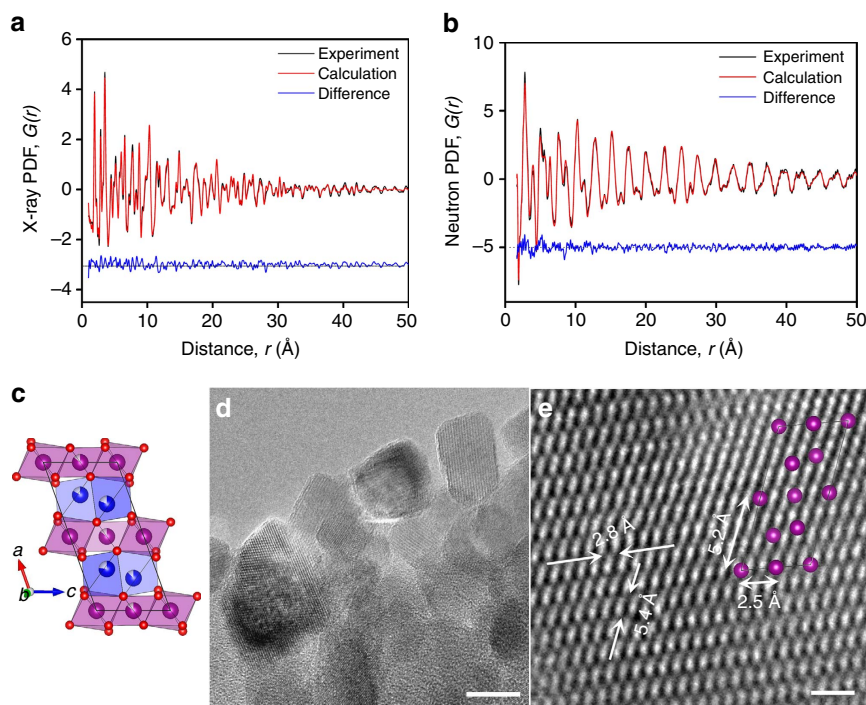 a
6
4
2
0
−2
−4
X-ray PDF, G(r)
Experiment
Calculation
Difference
0
10
20
30
40
50
Distance, r (Å)
b
10
5
0
−5
Neutron PDF, G(r)
Experiment
Calculation
Difference
0
10
20
30
40
50
Distance, r (Å)
c
a
b
c
d
e
2.8 Å
5.4 Å
5.2 Å
2.5 Å